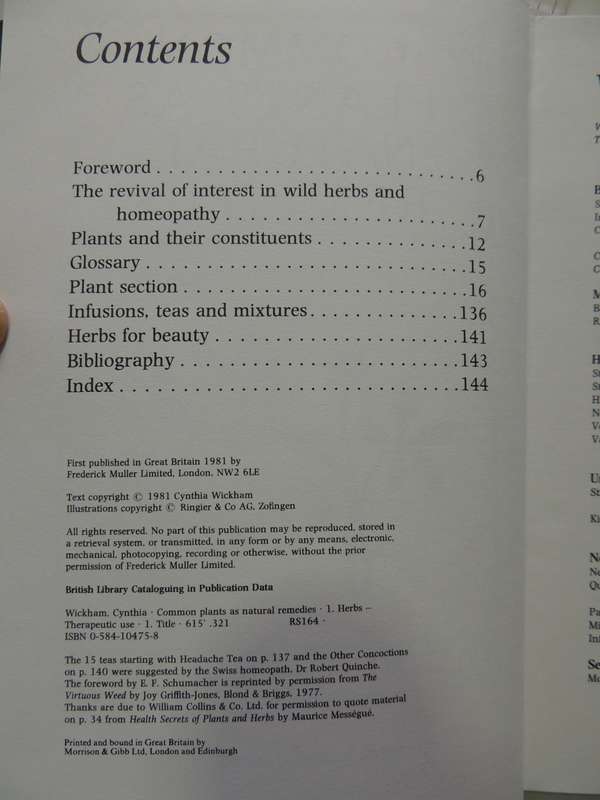 Contents
Foreword . . . . . . . . . . . . . . . . . . . . . . . . . . . . . 6
The revival of interest in wild herbs and
homeopathy . . . . . . . . . . . . . . . . . . . . . . . 7
Plants and their constituents . . . . . . . . . . . . . . 12
Glossary . . . . . . . . . . . . . . . . . . . . . . . . . . . . . 15
Plant section . . . . . . . . . . . . . . . . . . . . . . . . . 16
Infusions, teas and mixtures . . . . . . . . . . . . . . 136
Herbs for beauty . . . . . . . . . . . . . . . . . . . . . . 141
Bibliography . . . . . . . . . . . . . . . . . . . . . . . . . 143
Index . . . . . . . . . . . . . . . . . . . . . . . . . . . . . . 144
First published in Great Britain 1981 by
Frederick Muller Limited, London, NW2 6LE
Text copyright © 1981 Cynthia Wickham
Illustrations copyright © Ringier & Co AG, Zofingen
All rights reserved. No part of this publication may be reproduced, stored in
a retrieval system, or transmitted, in any form or by any means, electronic,
mechanical, photocopying, recording or otherwise, without the prior
permission of Frederick Muller Limited.
British Library Cataloguing in Publication Data
Wickham, Cynthia · Common plants as natural remedies · 1. Herbs –
Therapeutic use · 1. Title · 615' .321 RS164 ·
ISBN 0-584-10475-8
The 15 teas starting with Headache Tea on p. 137 and the Other Concoctions
on p. 140 were suggested by the Swiss homeopath, Dr Robert Quinche.
The foreword by E. F. Schumacher is reprinted by permission from The
Virtuous Weed by Joy Griffith-Jones, Blond & Briggs, 1977.
Thanks are due to William Collins & Co. Ltd. for permission to quote material
on p. 34 from Health Secrets of Plants and Herbs by Maurice Mességué.
Printed and bound in Great Britain by
Morrison & Gibb Ltd, London and Edinburgh